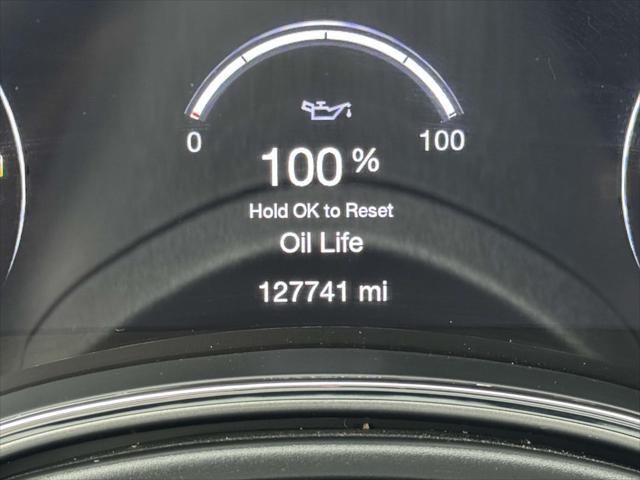 0 100
100 %
Hold OK to Reset
Oil Life
127741 mi